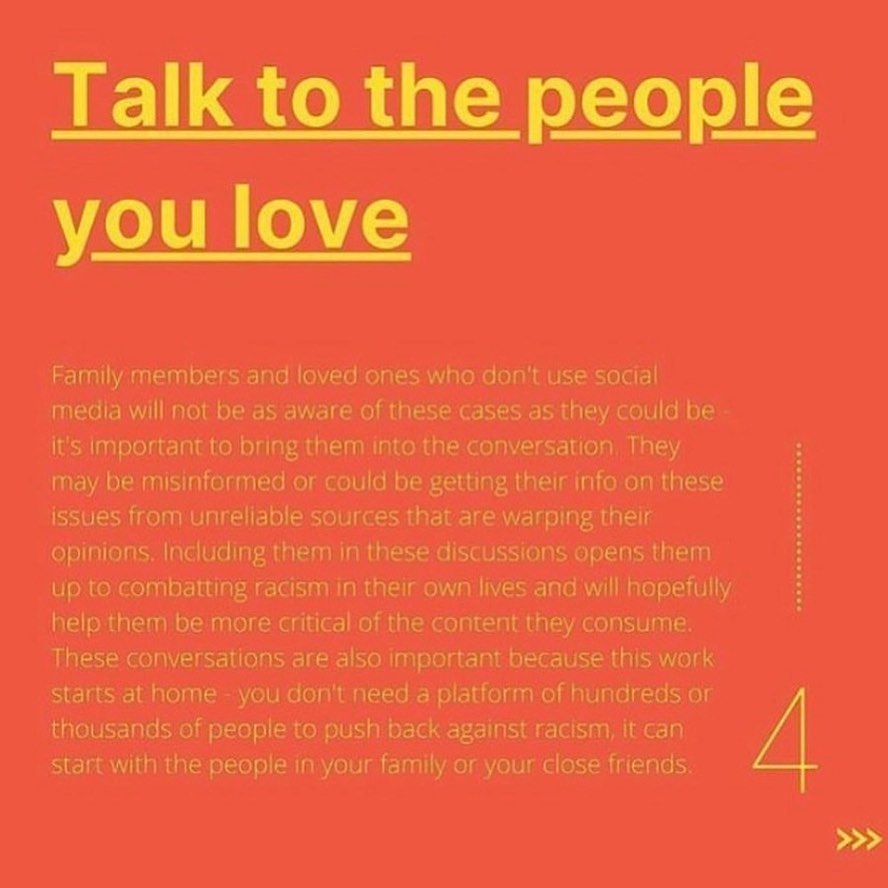 Talk to the people
you love
Family members and loved ones who don't use social
media will not be as aware of these cases as they could be -
it's important to bring them into the conversation. They
may be misinformed or could be getting their info on these
issues from unreliable sources that are warping their
opinions. Including them in these discussions opens them
up to combatting racism in their own lives and will hopefully
help them be more critical of the content they consume.
These conversations are also important because this work
starts at home - you don't need a platform of hundreds or
thousands of people to push back against racism, it can
start with the people in your family or your close friends.
4
>>>